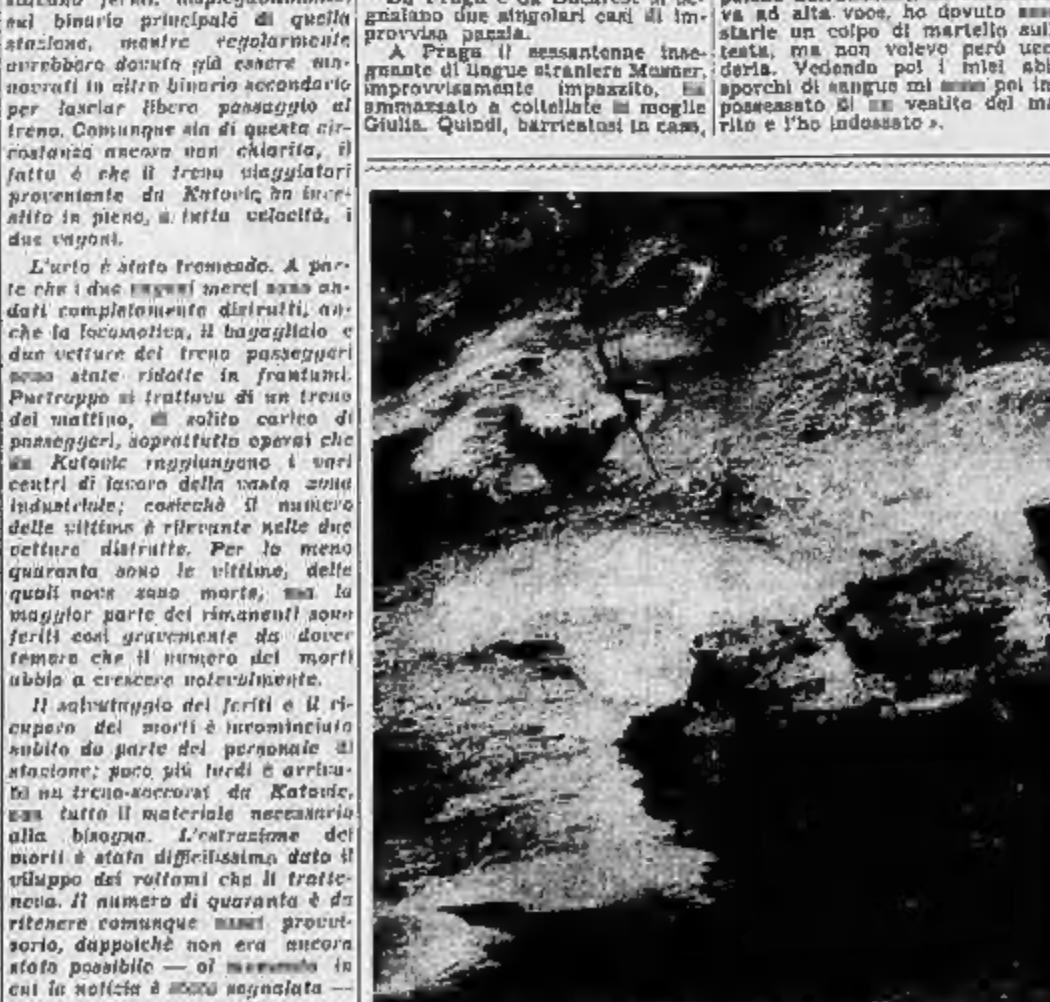 sul binario principale di quella
stazione, mentre regolarmente
avrebbero dovuto già essere ma-
novrati in altro binario secondario
per lasciar libero passaggio al
treno. Comunque sia di questa cir-
costanza ancora non chiarita, il
fatto è che il treno viaggiatori
proveniente da Katovic ha inve-
stito in pieno, a tutta velocità, i
due vagoni.
L'urto è stato tremendo. A par-
te che i due vagoni merci sono an-
dati completamente distrutti, an-
che la locomotiva, il bagagliaio e
due vetture del treno passeggeri
sono state ridotte in frantumi.
Purtroppo si trattava di un treno
del mattino, di solito carico di
passeggeri, soprattutto operai che
da Katovic raggiungono i vari
centri di lavoro della vasta zona
industriale; cosicchè il numero
delle vittime è rilevante nelle due
vetture distrutte. Per lo meno
quaranta sono le vittime, delle
quali nove sono morte, ma la
maggior parte dei rimanenti sono
feriti così gravemente da dover
temere che il numero dei morti
abbia a crescere notevolmente.
Il salvataggio dei feriti e il ri-
cupero dei morti è incominciato
subito da parte del personale di
stazione; poco più tardi è arriva-
to un treno-soccorsi da Katovic,
con tutto il materiale necessario
alla bisogna. L'estrazione dei
morti è stata difficilissima dato il
viluppo dei rottami che li tratte-
neva. Il numero di quaranta è da
ritenere comunque provvi-
sorio, dappoichè non era ancora
stato possibile — al momento in
cui la notizia è segnalata —
Da Praga e da Bucarest si se-
gnalano due singolari casi di im-
provvisa pazzia.
A Praga il sessantenne inse-
gnante di lingue straniere Mosner,
improvvisamente impazzito, ha
ammazzato a coltellate la moglie
Giulia. Quindi, barricatosi in casa,
va ad alta voce, ho dovuto
starle un colpo di martello sull
testa, ma non volevo però ucc
derla. Vedendo poi i miei abi
sporchi di sangue mi sono poi im
possessato di un vestito del ma
rito e l'ho indossato ».